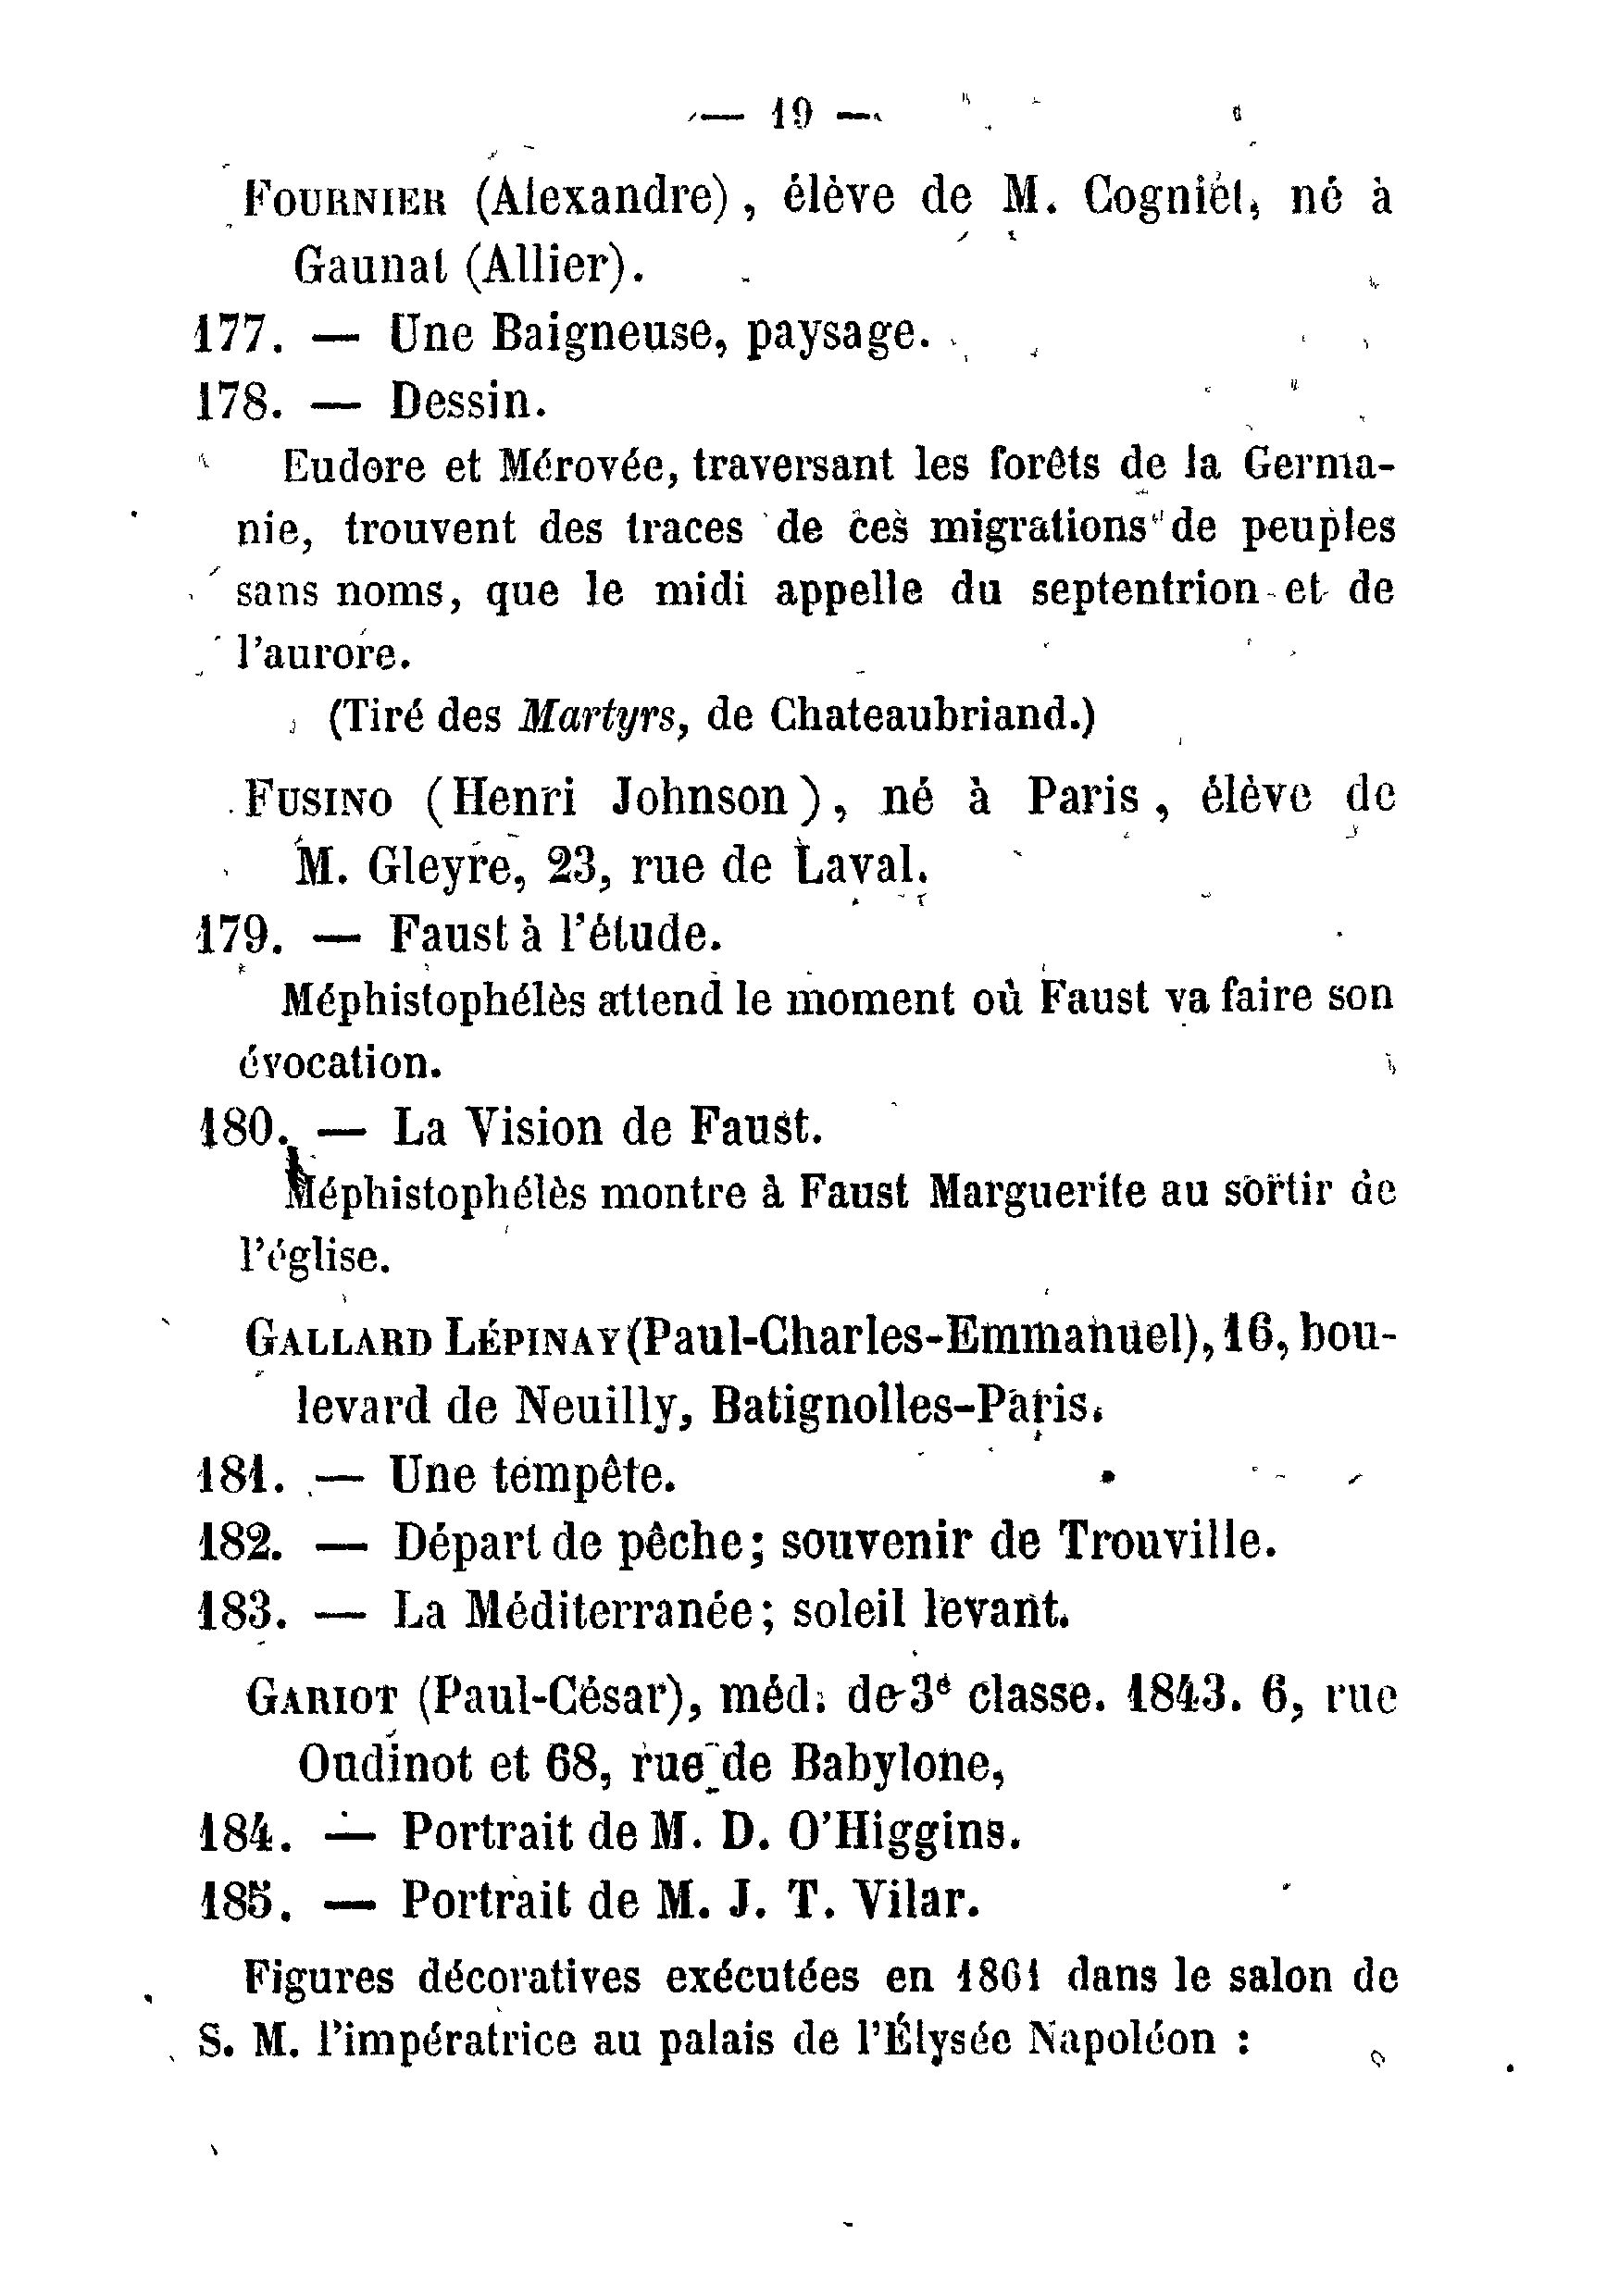 — 19 —
FOURNIER (Alexandre), élève de M. Cogniet, né à
Gaunat (Allier).
177. — Une Baigneuse, paysage.
178. — Dessin.
Eudore et Mérovée, traversant les forêts de la Germa-
nie, trouvent des traces de ces migrations de peuples
sans noms, que le midi appelle du septentrion et de
l'aurore.
(Tiré des Martyrs, de Chateaubriand.)
FUSINO (Henri Johnson), né à Paris, élève de
M. Gleyre, 23, rue de Laval.
179. — Faust à l'étude.
Méphistophélès attend le moment où Faust va faire son
évocation.
180. — La Vision de Faust.
Méphistophélès montre à Faust Marguerite au sortir de
l'église.
GALLARD LÉPINAY (Paul-Charles-Emmanuel), 16, bou-
levard de Neuilly, Batignolles-Paris.
181. — Une tempête.
182. — Départ de pêche; souvenir de Trouville.
183. — La Méditerranée; soleil levant.
GARIOT (Paul-César), méd. de 3e classe. 1843. 6, rue
Oudinot et 68, rue de Babylone,
184. — Portrait de M. D. O'Higgins.
185. — Portrait de M. J. T. Vilar.
Figures décoratives exécutées en 1861 dans le salon de
S. M. l'impératrice au palais de l'Élysée Napoléon :